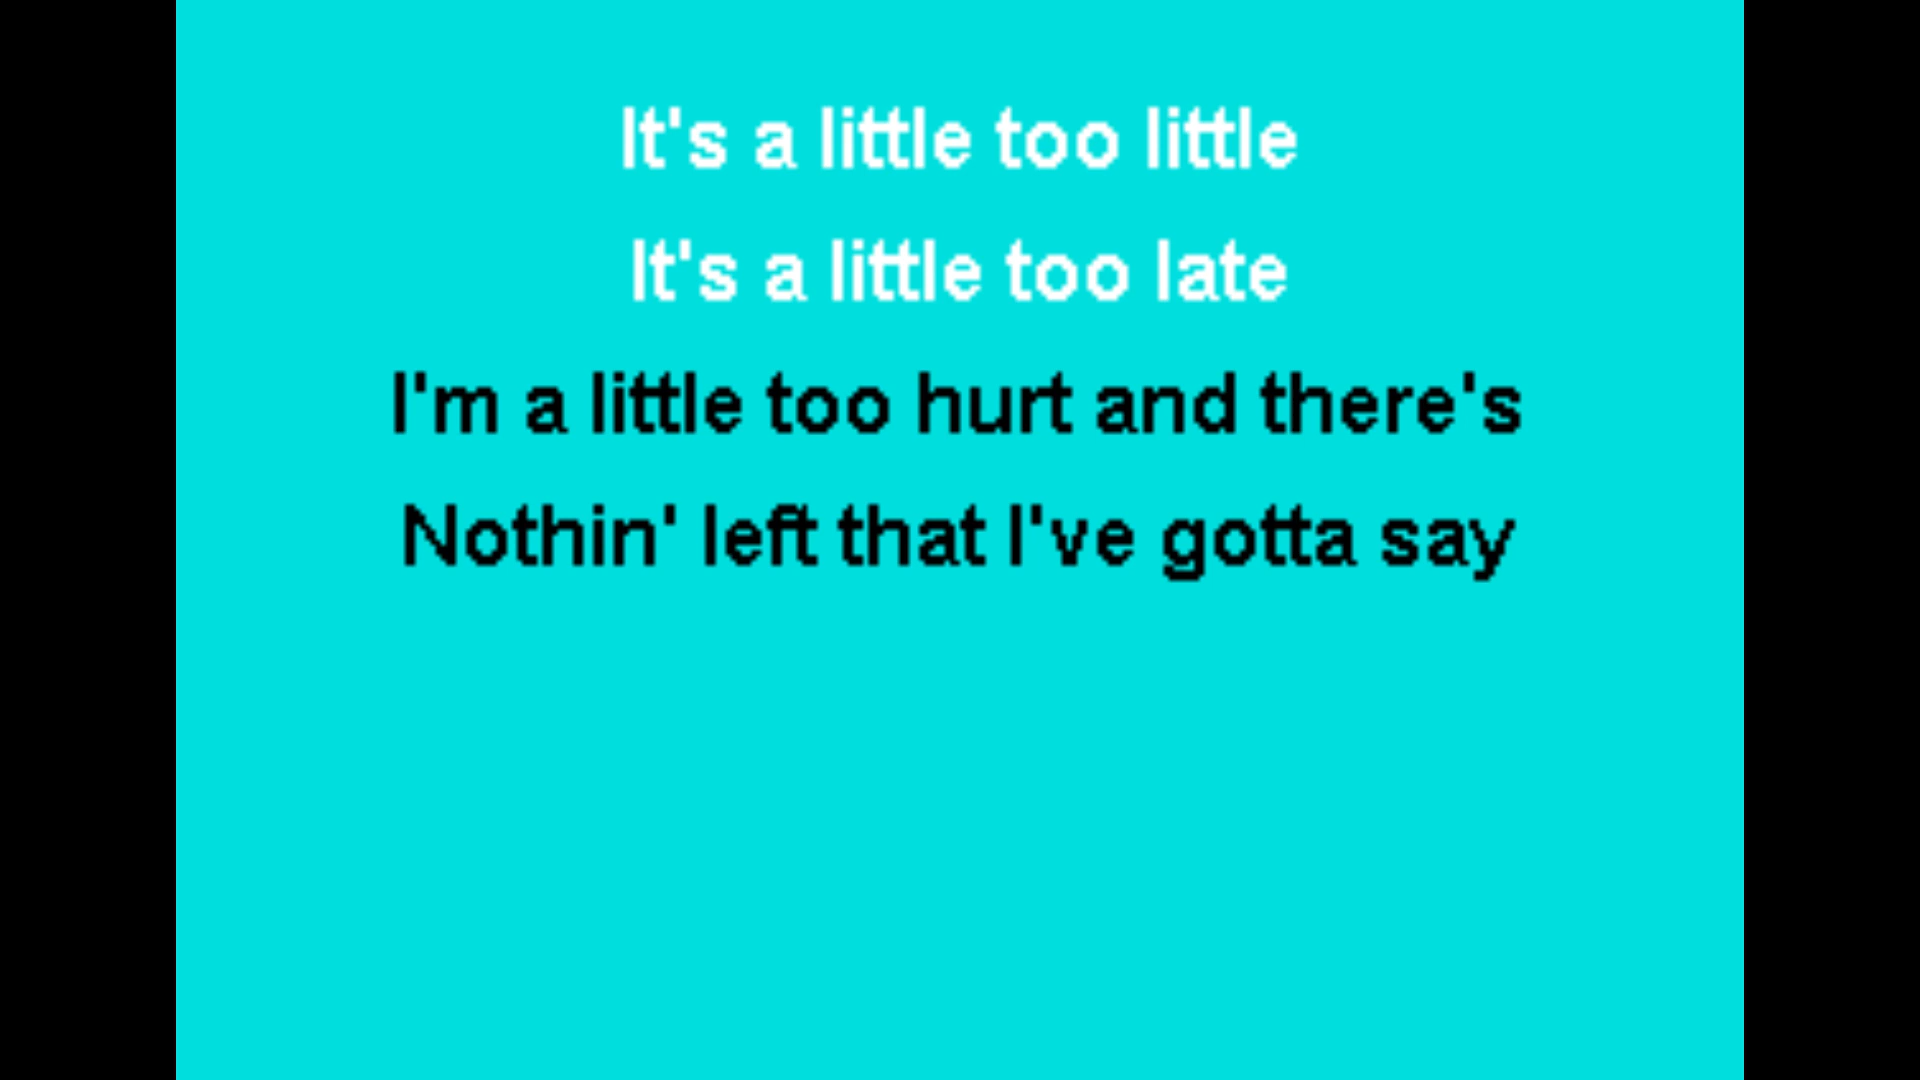 It's a little too little
It's a little too late
I'm a little too hurt and there's
Nothin' left that I've gotta say